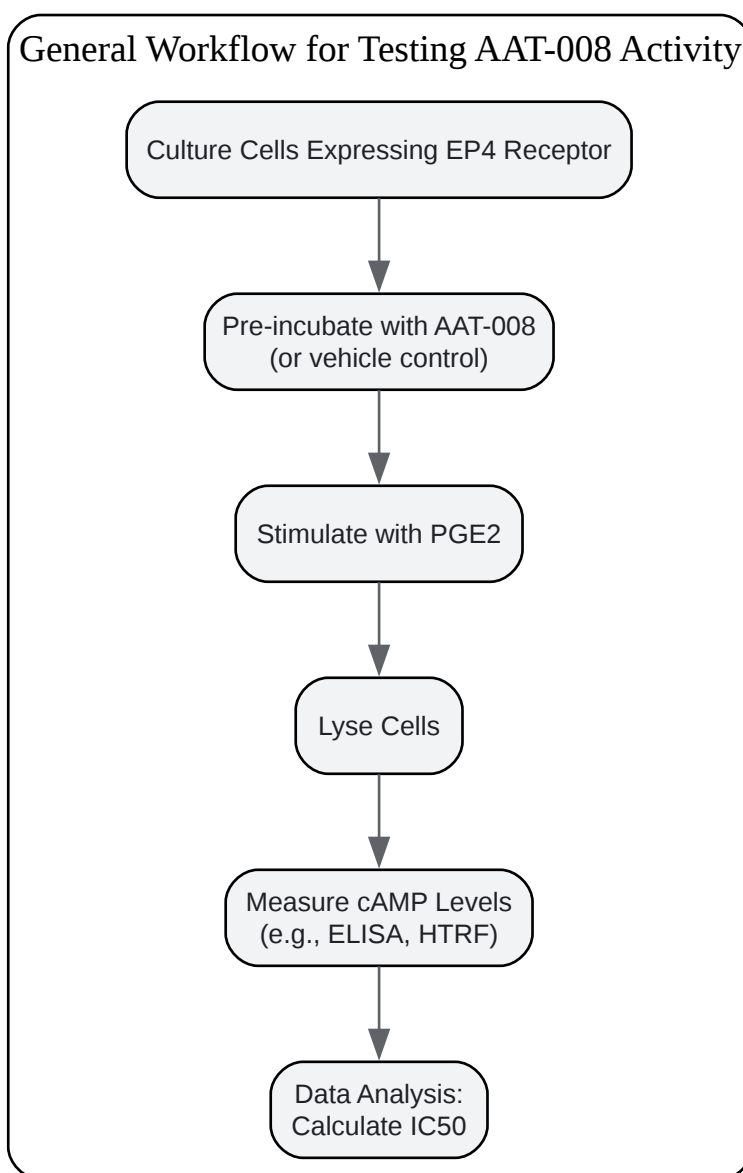 General Workflow for Testing AAT-008 Activity
Culture Cells Expressing EP4 Receptor
Pre-incubate with AAT-008
(or vehicle control)
Stimulate with PGE2
Lyse Cells
Measure cAMP Levels
(e.g., ELISA, HTRF)
Data Analysis:
Calculate IC50